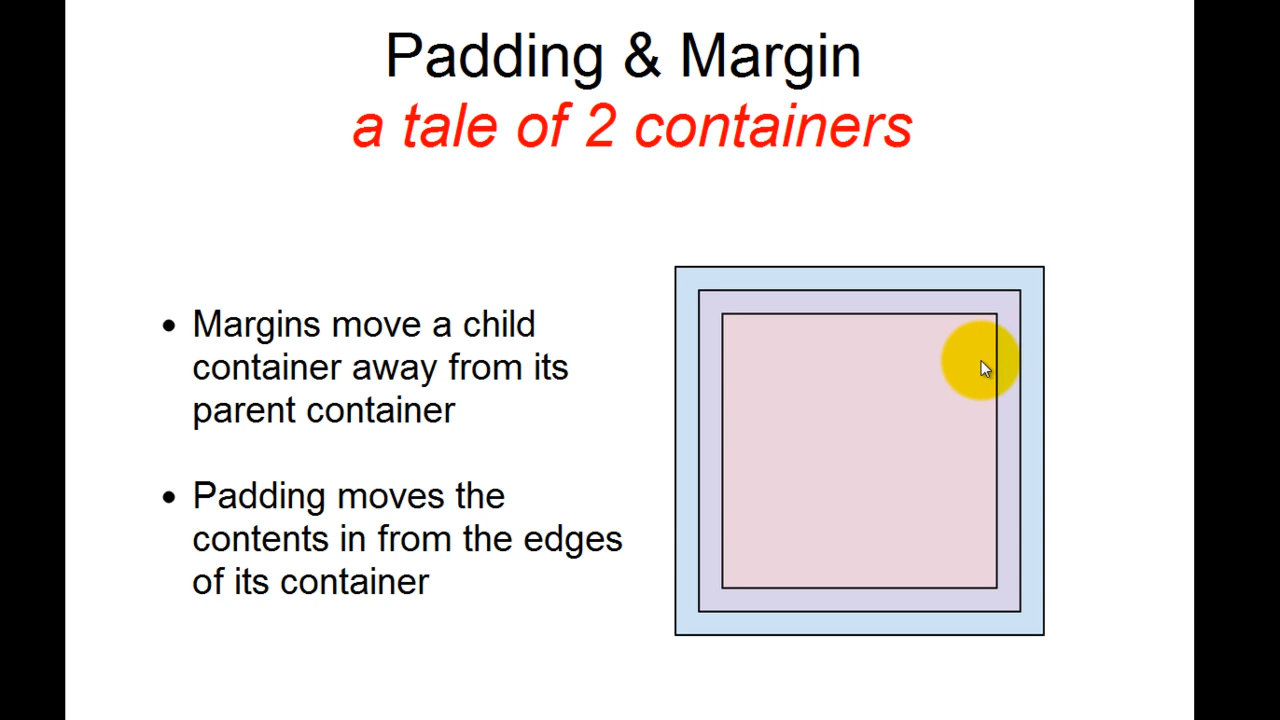 Padding & Margin
a tale of 2 containers
• Margins move a child
container away from its
parent container
• Padding moves the
contents in from the edges
of its container